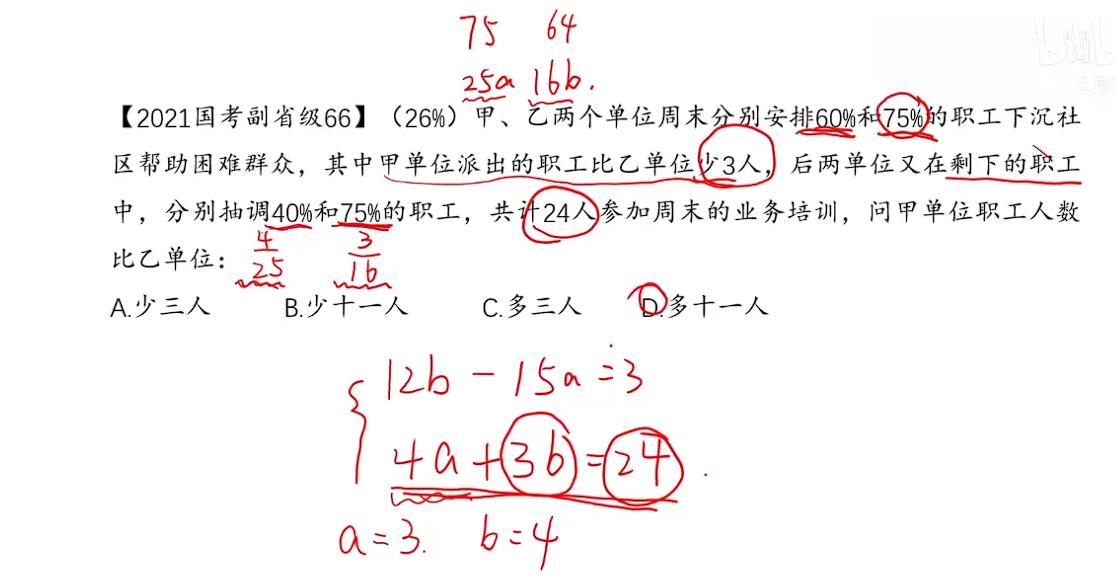 75 64
25a 16b.
【2021国考副省级66】（26%）甲、乙两个单位周末分别安排60%和75%的职工下沉社
区帮助困难群众，其中甲单位派出的职工比乙单位少3人，后两单位又在剩下的职工
中，分别抽调40%和75%的职工，共计24人参加周末的业务培训，问甲单位职工人数
比乙单位：
4/25 3/16
A.少三人 B.少十一人 C.多三人 D.多十一人
12b - 15a = 3
4a + 3b = 24
a = 3. b = 4